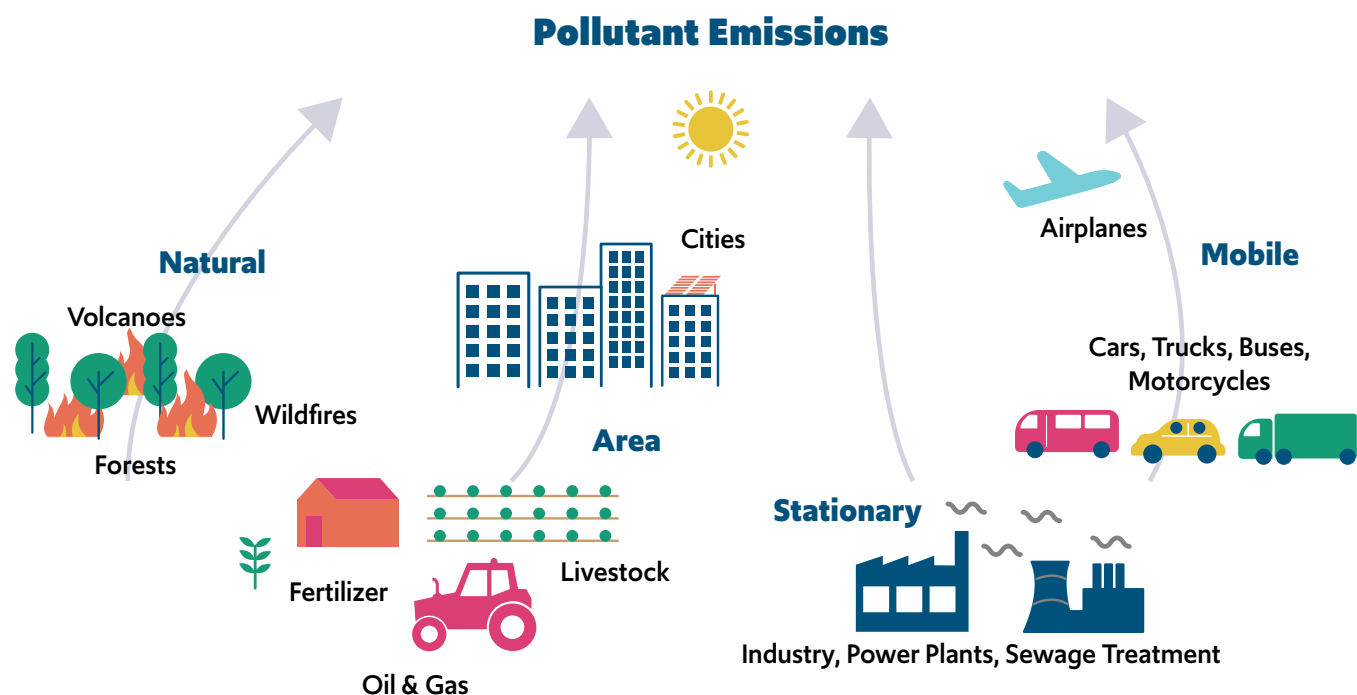 Pollutant Emissions
Natural
Volcanoes
Wildfires
Forests
Cities
Area
Fertilizer
Livestock
Oil & Gas
Stationary
Industry, Power Plants, Sewage Treatment
Airplanes
Mobile
Cars, Trucks, Buses,
Motorcycles